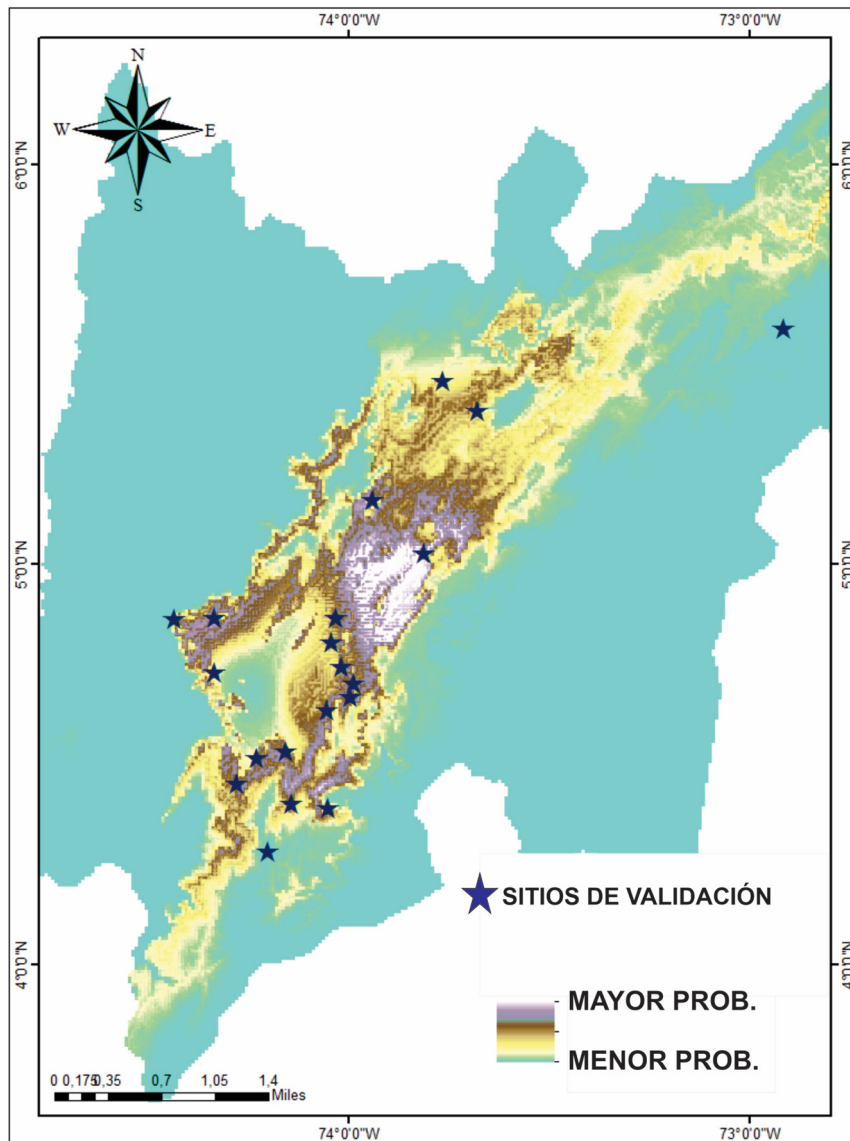 74°0'0"W 73°0'0"W
N
W E
S
6°0'0"N 6°0'0"N
5°0'0"N 5°0'0"N
SITIOS DE VALIDACIÓN
4°0'0"N 4°0'0"N
MAYOR PROB.
MENOR PROB.
0 0,175 0,35 0,7 1,05 1,4
Miles
74°0'0"W 73°0'0"W